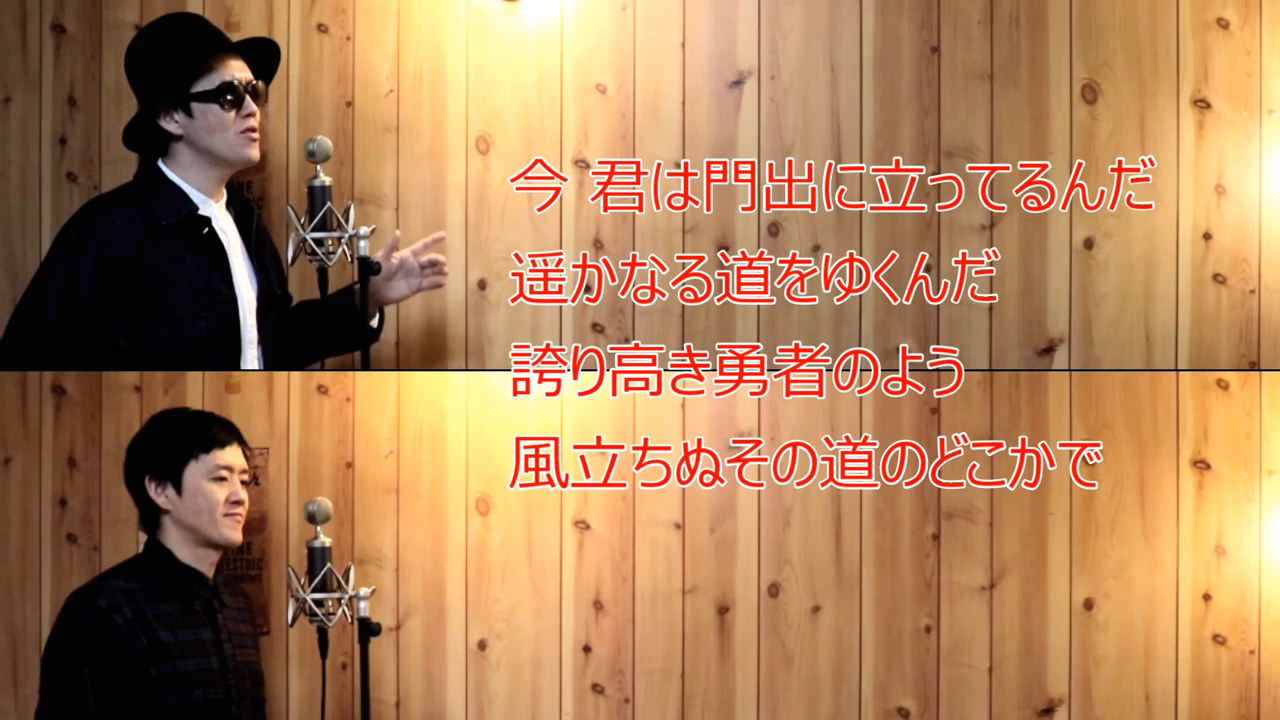 今 君は門出に立ってるんだ
遥かなる道をゆくんだ
誇り高き勇者のよう
風立ちぬその道のどこかで